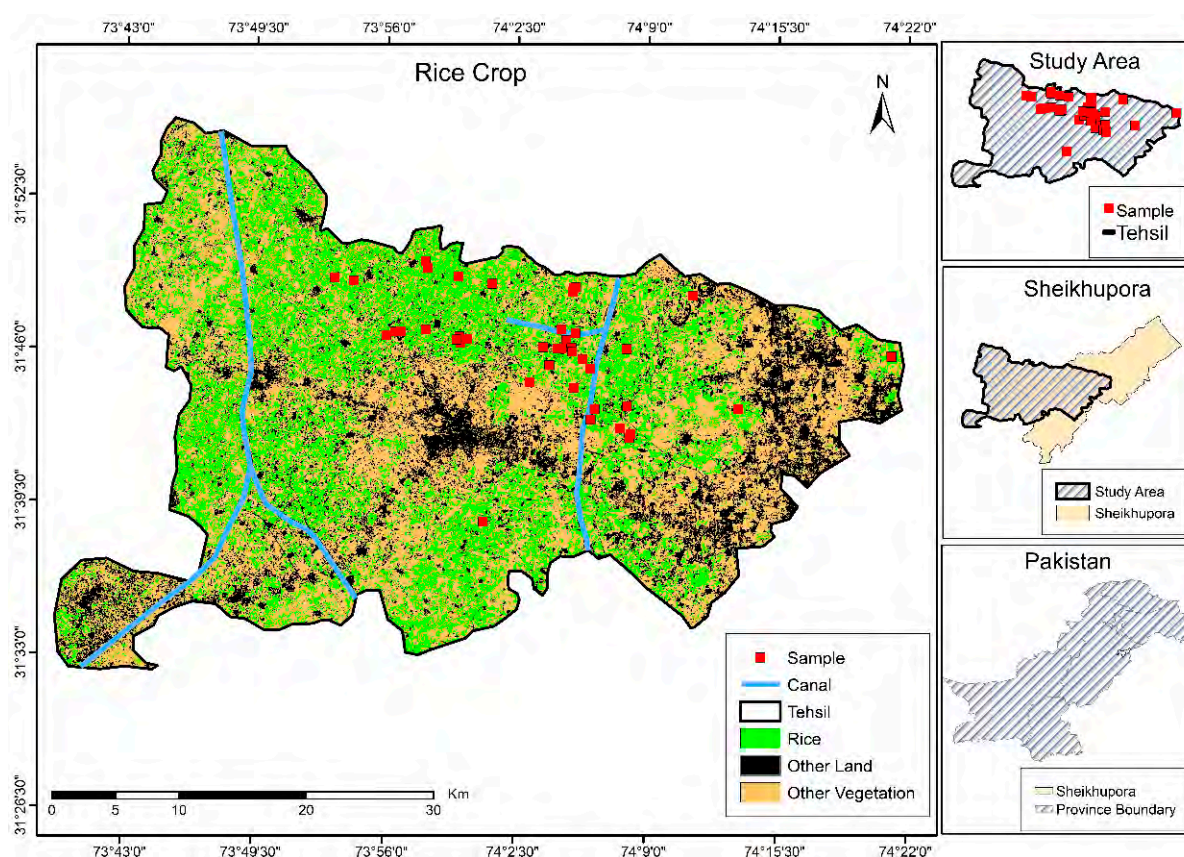 73°43'0" 73°49'30" 73°56'0" 74°2'30" 74°9'0" 74°15'30" 74°22'0"
Rice Crop
N
31°52'30"
31°46'0"
31°39'30"
31°33'0"
31°26'30"
Sample
Canal
Tehsil
Rice
Other Land
Other Vegetation
0 5 10 20 30 Km
73°43'0" 73°49'30" 73°56'0" 74°2'30" 74°9'0" 74°15'30" 74°22'0"
Study Area
Sample
Tehsil
Sheikhupora
Study Area
Sheikhupora
Pakistan
Sheikhupora
Province Boundary